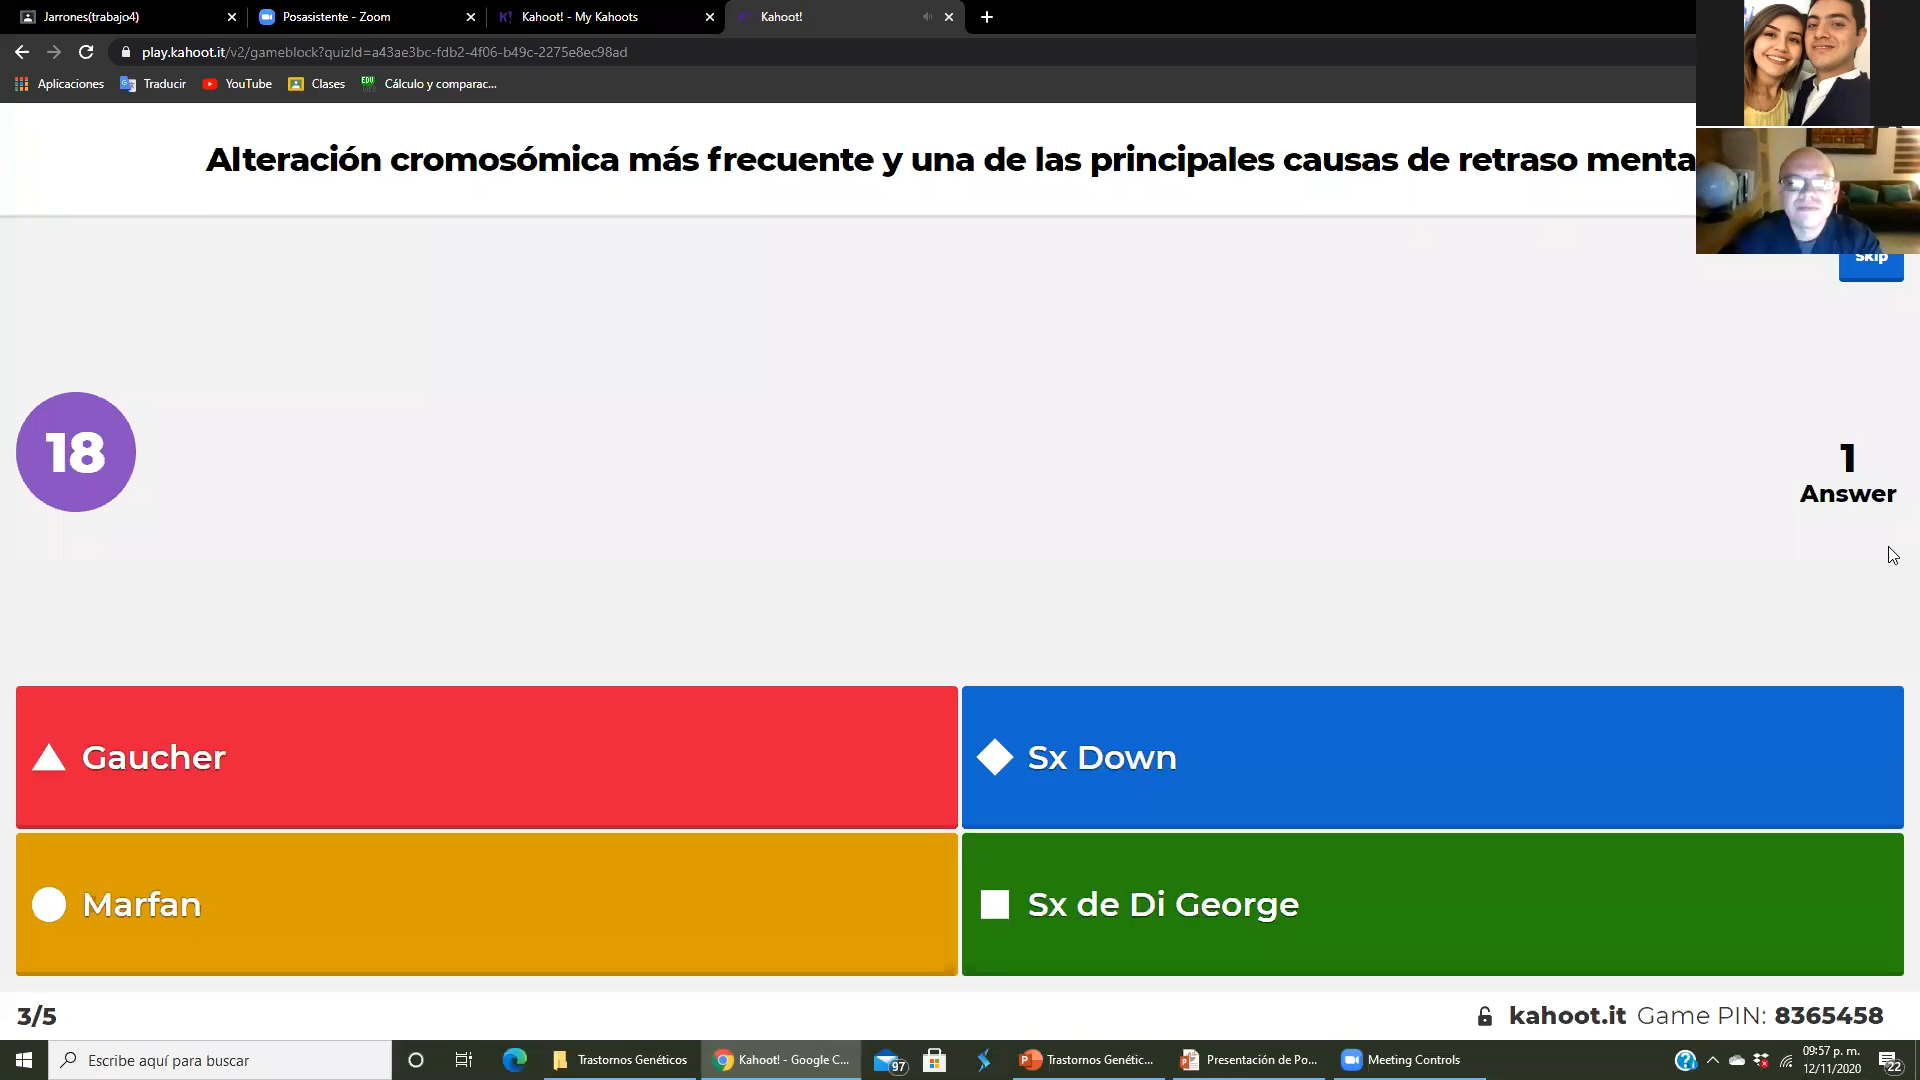 Jarrones(trabajo4)
Posasistente - Zoom
Kahoot! - My Kahoots
Kahoot!
play.kahoot.it/v2/gameblock?quizId=a43ae3bc-fdb2-4f06-b49c-2275e8ec98ad
Aplicaciones
Traducir
YouTube
Clases
Cálculo y comparac...
Alteración cromosómica más frecuente y una de las principales causas de retraso menta
Skip
18
1
Answer
Gaucher
Sx Down
Marfan
Sx de Di George
3/5
kahoot.it Game PIN: 8365458
Escribe aquí para buscar
Trastornos Genéticos
Kahoot! - Google C...
97
Trastornos Genétic...
Presentación de Po...
Meeting Controls
09:57 p. m.
12/11/2020
22